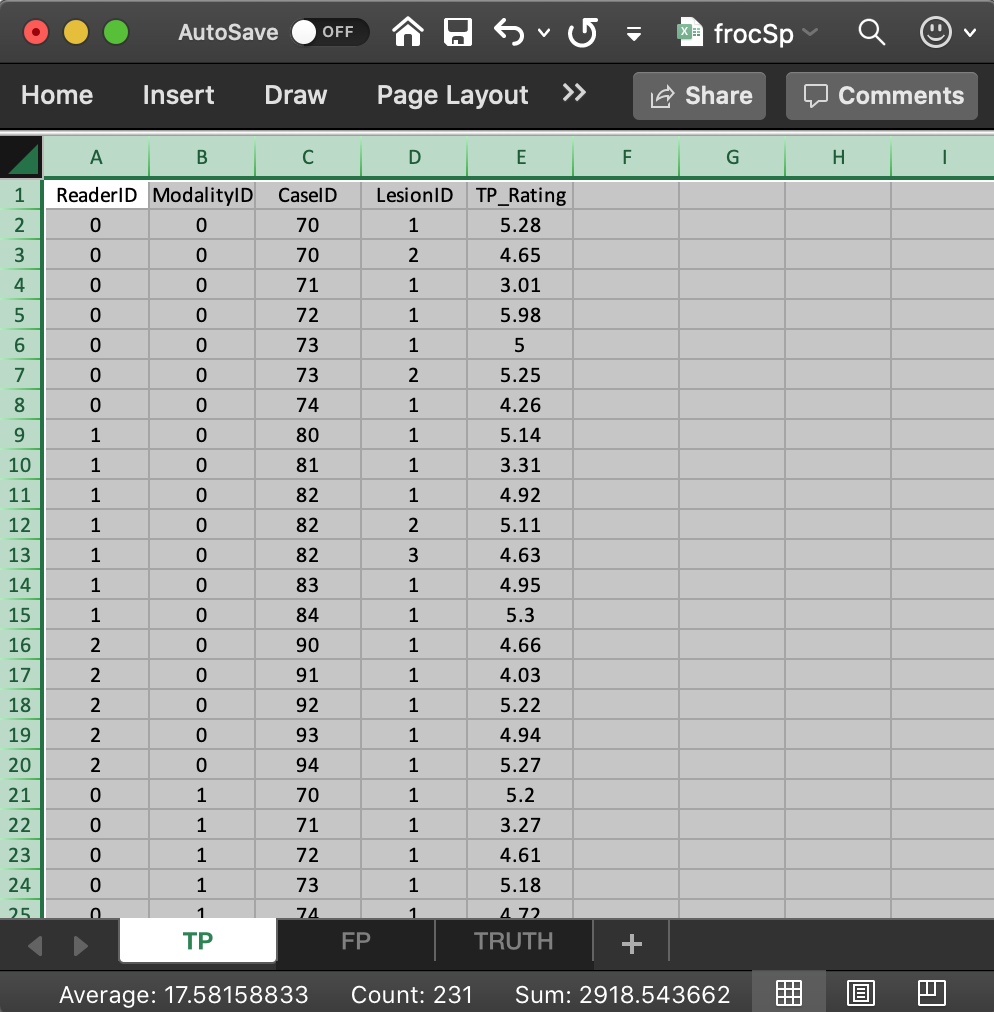 AutoSave OFF frocSp
Home Insert Draw Page Layout Share Comments
A B C D E F G H I
1 ReaderID ModalityID CaseID LesionID TP_Rating
2 0 0 70 1 5.28
3 0 0 70 2 4.65
4 0 0 71 1 3.01
5 0 0 72 1 5.98
6 0 0 73 1 5
7 0 0 73 2 5.25
8 0 0 74 1 4.26
9 1 0 80 1 5.14
10 1 0 81 1 3.31
11 1 0 82 1 4.92
12 1 0 82 2 5.11
13 1 0 82 3 4.63
14 1 0 83 1 4.95
15 1 0 84 1 5.3
16 2 0 90 1 4.66
17 2 0 91 1 4.03
18 2 0 92 1 5.22
19 2 0 93 1 4.94
20 2 0 94 1 5.27
21 0 1 70 1 5.2
22 0 1 71 1 3.27
23 0 1 72 1 4.61
24 0 1 73 1 5.18
25 0 1 74 1 4.72
TP FP TRUTH +
Average: 17.58158833 Count: 231 Sum: 2918.543662